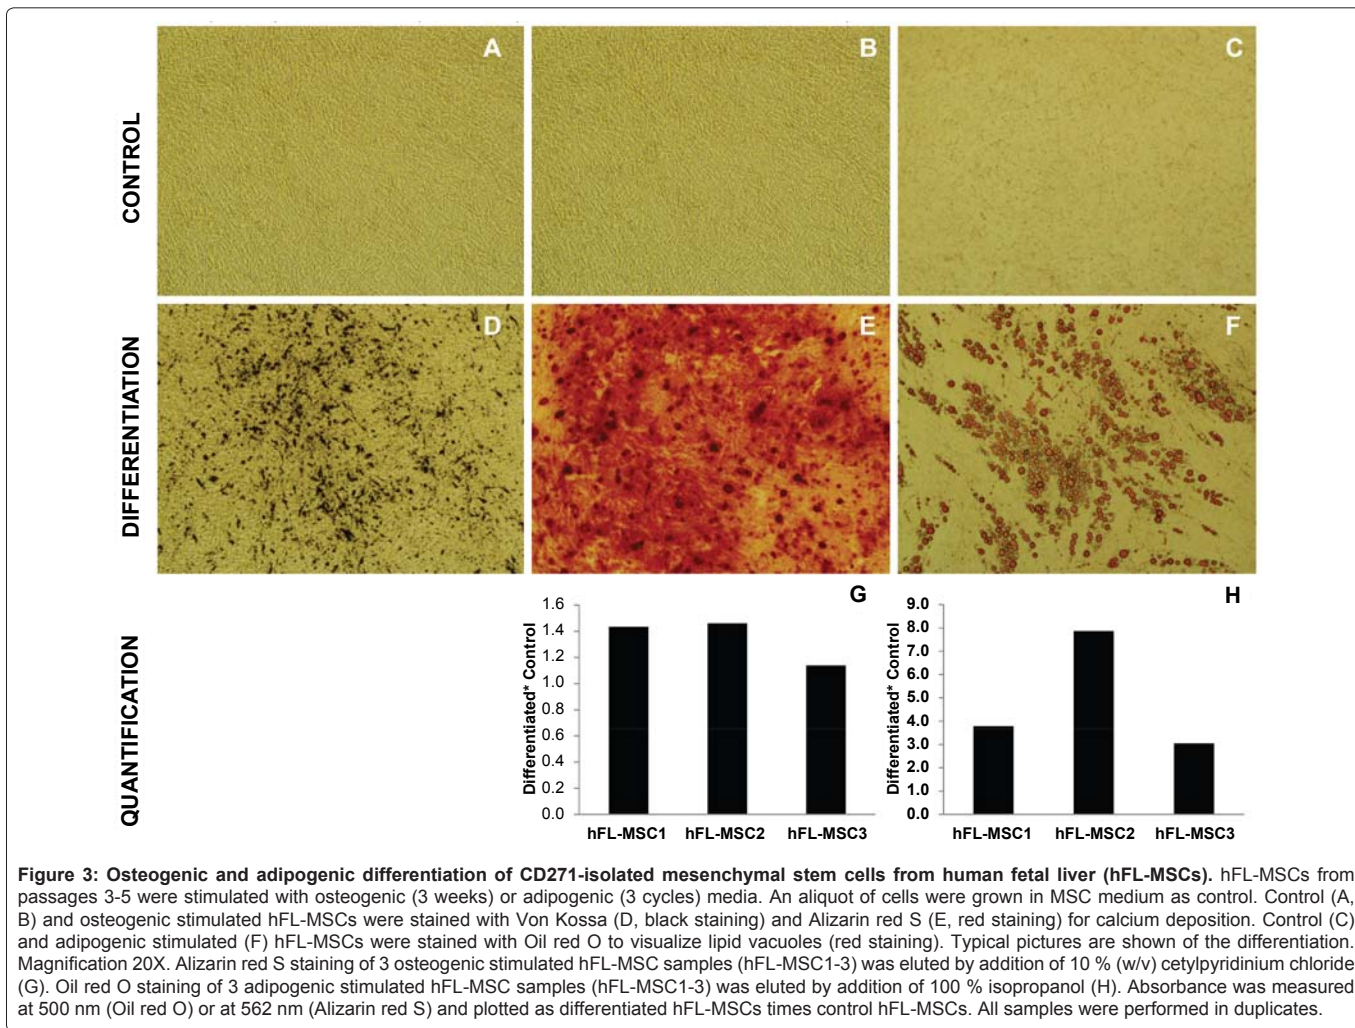 A
B
C
CONTROL
D
E
F
DIFFERENTIATION
G
H
QUANTIFICATION
Differentiated* Control
1.6
1.4
1.2
1.0
0.8
0.6
0.4
0.2
0.0
hFL-MSC1 hFL-MSC2 hFL-MSC3
Differentiated* Control
9.0
8.0
7.0
6.0
5.0
4.0
3.0
2.0
1.0
0.0
hFL-MSC1 hFL-MSC2 hFL-MSC3
Figure 3: Osteogenic and adipogenic differentiation of CD271-isolated mesenchymal stem cells from human fetal liver (hFL-MSCs). hFL-MSCs from
passages 3-5 were stimulated with osteogenic (3 weeks) or adipogenic (3 cycles) media. An aliquot of cells were grown in MSC medium as control. Control (A,
B) and osteogenic stimulated hFL-MSCs were stained with Von Kossa (D, black staining) and Alizarin red S (E, red staining) for calcium deposition. Control (C)
and adipogenic stimulated (F) hFL-MSCs were stained with Oil red O to visualize lipid vacuoles (red staining). Typical pictures are shown of the differentiation.
Magnification 20X. Alizarin red S staining of 3 osteogenic stimulated hFL-MSC samples (hFL-MSC1-3) was eluted by addition of 10 % (w/v) cetylpyridinium chloride
(G). Oil red O staining of 3 adipogenic stimulated hFL-MSC samples (hFL-MSC1-3) was eluted by addition of 100 % isopropanol (H). Absorbance was measured
at 500 nm (Oil red O) or at 562 nm (Alizarin red S) and plotted as differentiated hFL-MSCs times control hFL-MSCs. All samples were performed in duplicates.